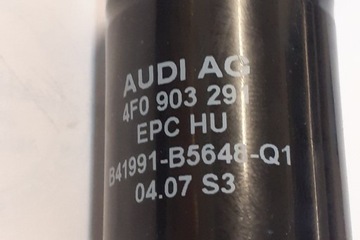 AUDI AG
4F0 903 291
EPC HU
B41991-B5648-Q1
04.07 S3